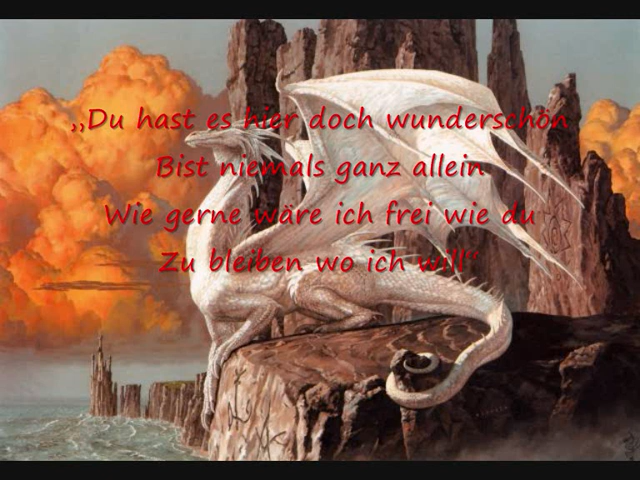 „Du hast es hier doch wunderschön
Bist niemals ganz allein
Wie gerne wäre ich frei wie du
Zu bleiben wo ich will“